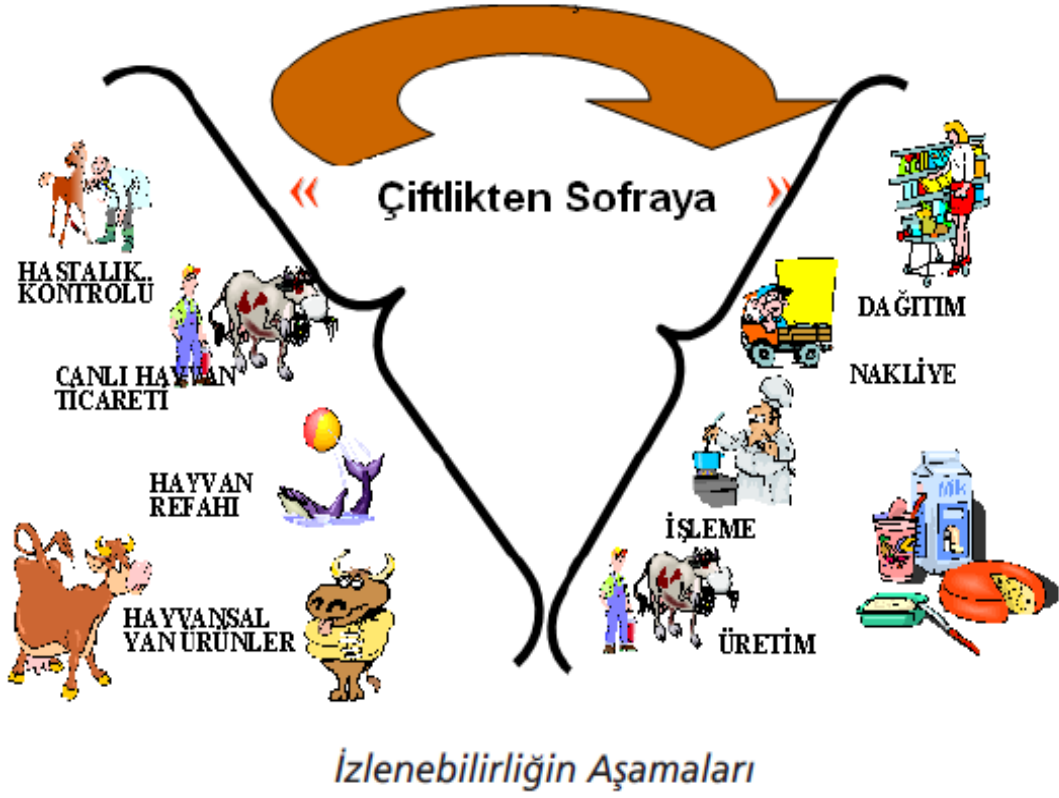 « Çiftlikten Sofraya »
HASTALIK
KONTROLÜ
CANLI HAYVAN
TİCARETİ
HAYVAN
REFAHI
HAYVANSAL
YAN ÜRÜNLER
DAĞITIM
NAKLİYE
İŞLEME
ÜRETİM
Milk
İzlenebilirliğin Aşamaları